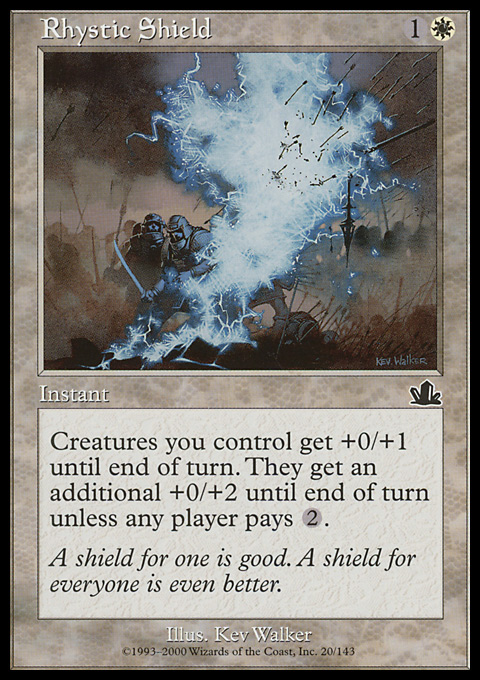 Rhystic Shield 1
KEV. WALKER
Instant
Creatures you control get +0/+1
until end of turn. They get an
additional +0/+2 until end of turn
unless any player pays 2.
A shield for one is good. A shield for
everyone is even better.
Illus. Kev Walker
©1993–2000 Wizards of the Coast, Inc. 20/143